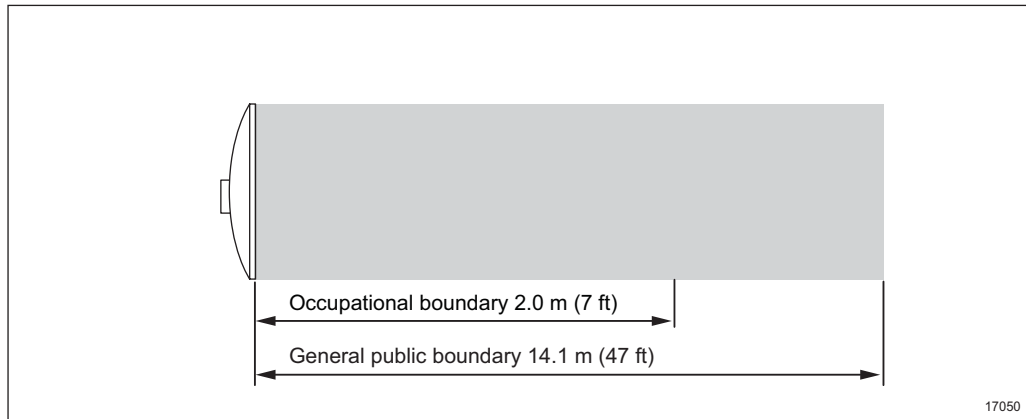 Occupational boundary 2.0 m (7 ft)
General public boundary 14.1 m (47 ft)
17050